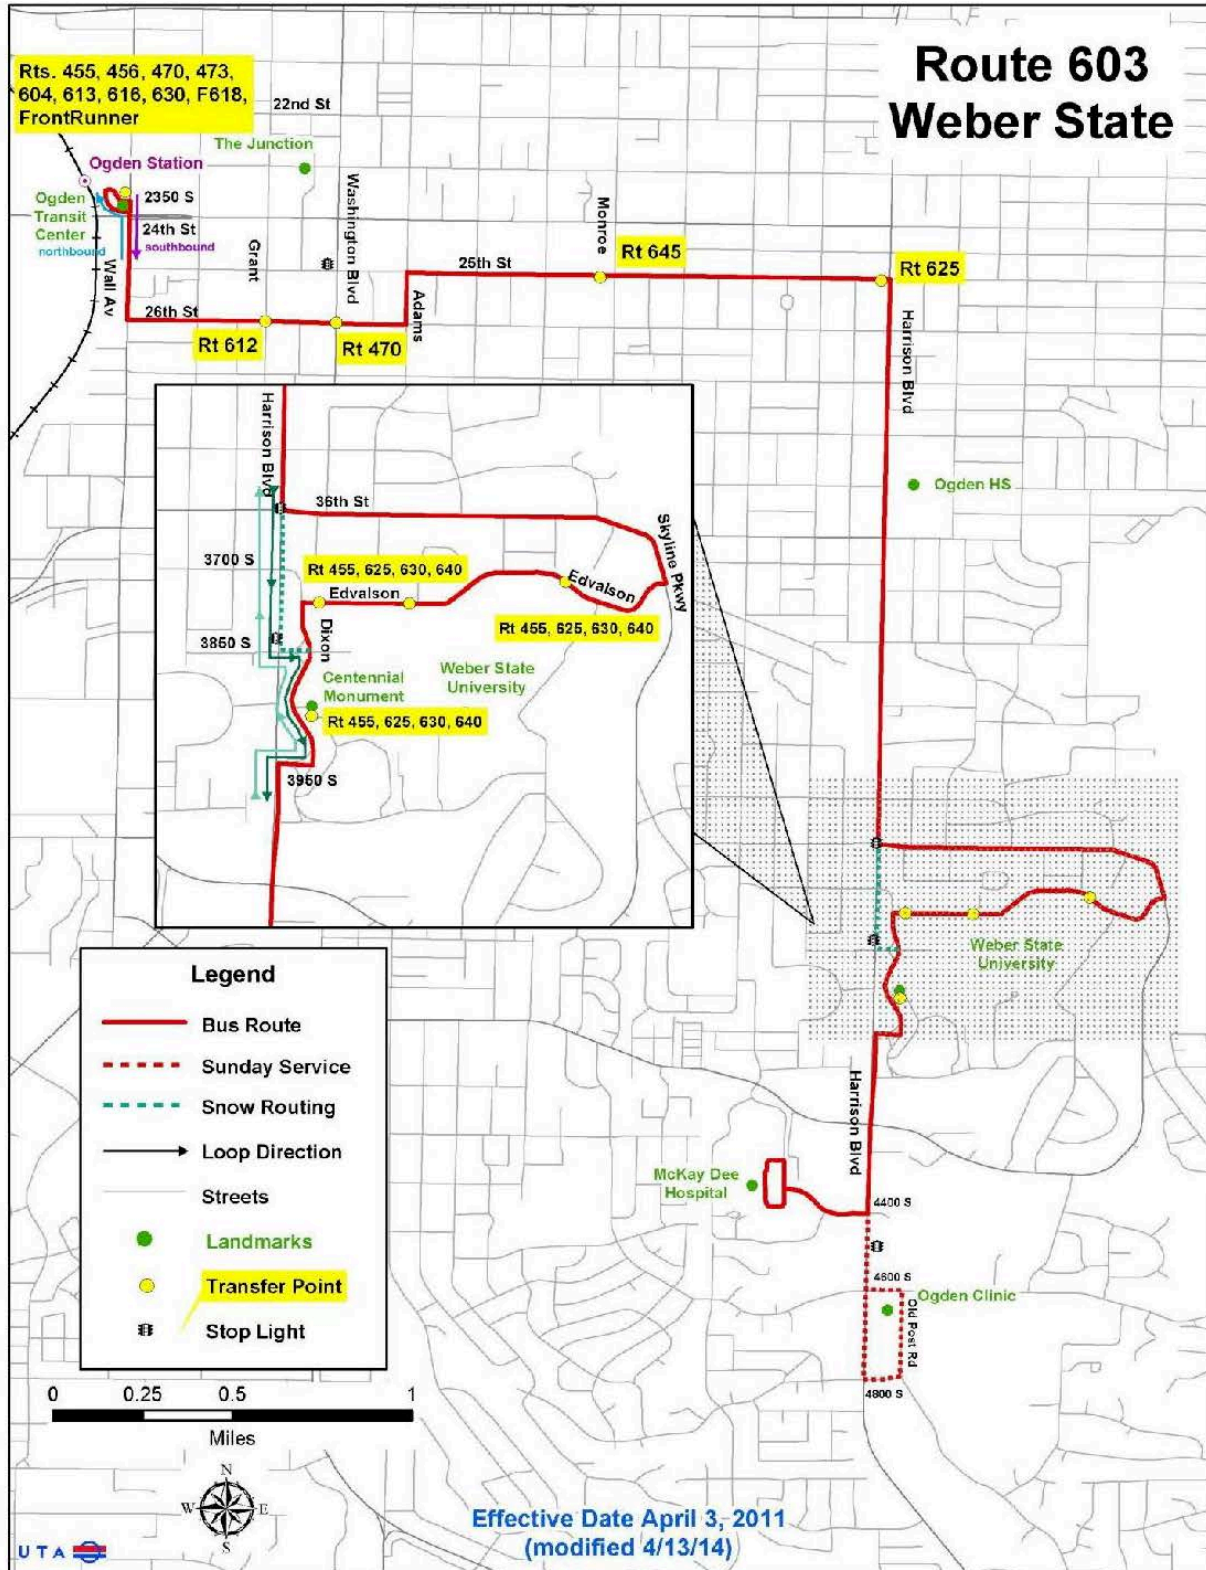 Route 603
Weber State
Rts. 455, 456, 470, 473,
604, 613, 616, 630, F618,
FrontRunner
22nd St
The Junction
Ogden Station
Ogden
Transit
Center
northbound
2350 S
24th St
southbound
Wall Av
Grant
Washington Blvd
Monroe
Rt 645
25th St
Rt 625
26th St
Adams
Rt 612
Rt 470
Harrison Blvd
Ogden HS
Harrison Blvd
36th St
Skyline Pkwy
3700 S
Rt 455, 625, 630, 640
Edvalson
Edvalson
Rt 455, 625, 630, 640
3850 S
Dixon
Weber State
University
Centennial
Monument
Rt 455, 625, 630, 640
3950 S
Weber State
University
Harrison Blvd
McKay Dee
Hospital
4400 S
4600 S
Ogden Clinic
Old Post Rd
4800 S
Legend
Bus Route
Sunday Service
Snow Routing
Loop Direction
Streets
Landmarks
Transfer Point
Stop Light
0 0.25 0.5 1
Miles
N
W E
S
Effective Date April 3, 2011
(modified 4/13/14)
UTA